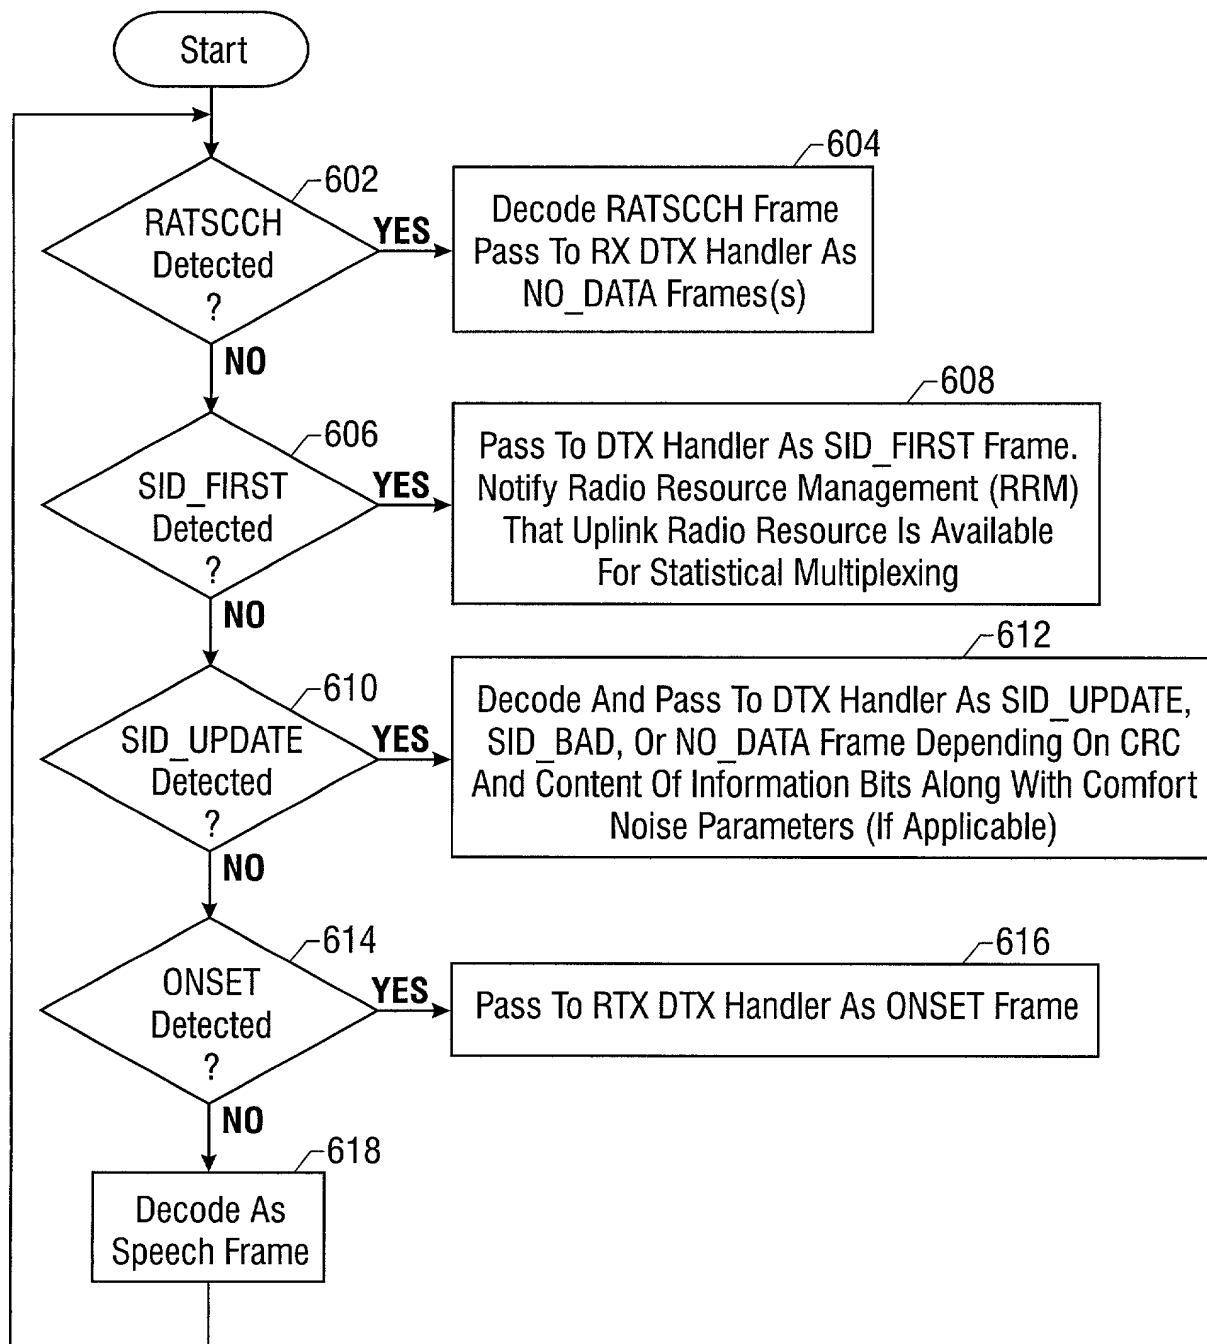 Start
602
RATSCCH
Detected
?
YES
604
Decode RATSCCH Frame
Pass To RX DTX Handler As
NO_DATA Frames(s)
NO
606
SID_FIRST
Detected
?
YES
608
Pass To DTX Handler As SID_FIRST Frame.
Notify Radio Resource Management (RRM)
That Uplink Radio Resource Is Available
For Statistical Multiplexing
NO
610
SID_UPDATE
Detected
?
YES
612
Decode And Pass To DTX Handler As SID_UPDATE,
SID_BAD, Or NO_DATA Frame Depending On CRC
And Content Of Information Bits Along With Comfort
Noise Parameters (If Applicable)
NO
614
ONSET
Detected
?
YES
616
Pass To RTX DTX Handler As ONSET Frame
NO
618
Decode As
Speech Frame